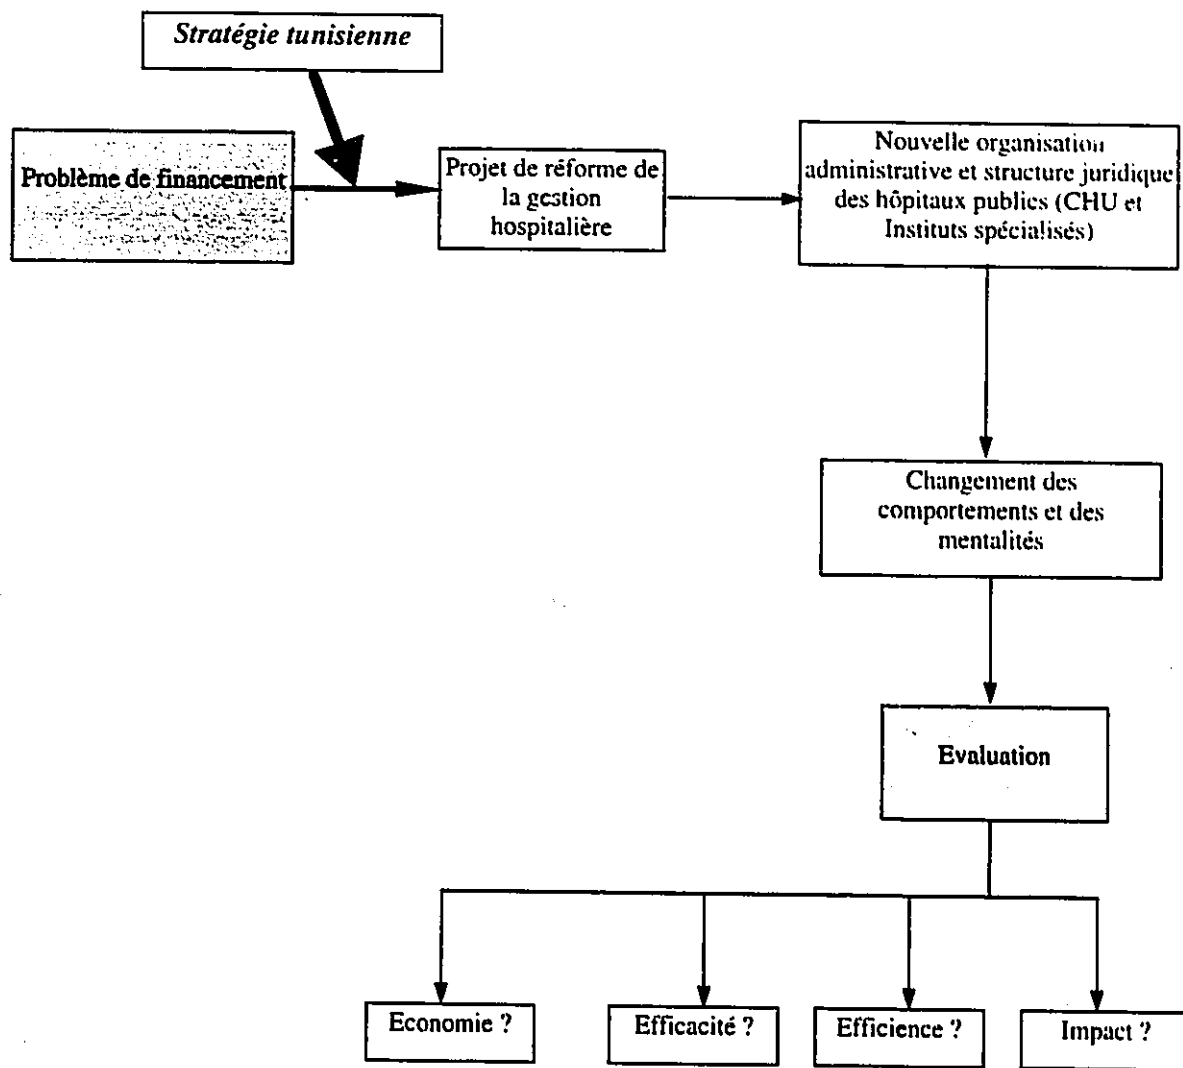 Stratégie tunisienne
Problème de financement
Projet de réforme de
la gestion
hospitalière
Nouvelle organisation
administrative et structure juridique
des hôpitaux publics (CHU et
Instituts spécialisés)
Changement des
comportements et des
mentalités
Evaluation
Economie ?
Efficacité ?
Efficience ?
Impact ?